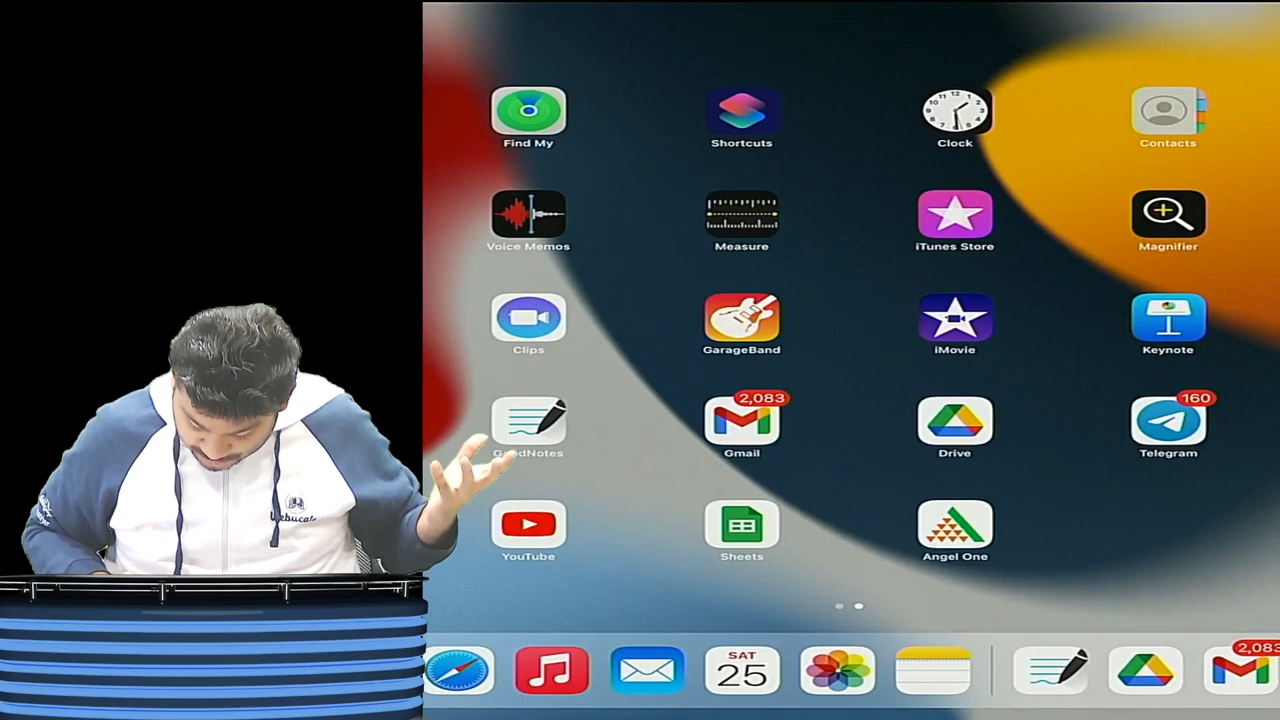 Find My
Shortcuts
Clock
Contacts
Voice Memos
Measure
iTunes Store
Magnifier
Clips
GarageBand
iMovie
Keynote
GoodNotes
2,083
Gmail
Drive
160
Telegram
YouTube
Sheets
Angel One
SAT
25
2,083